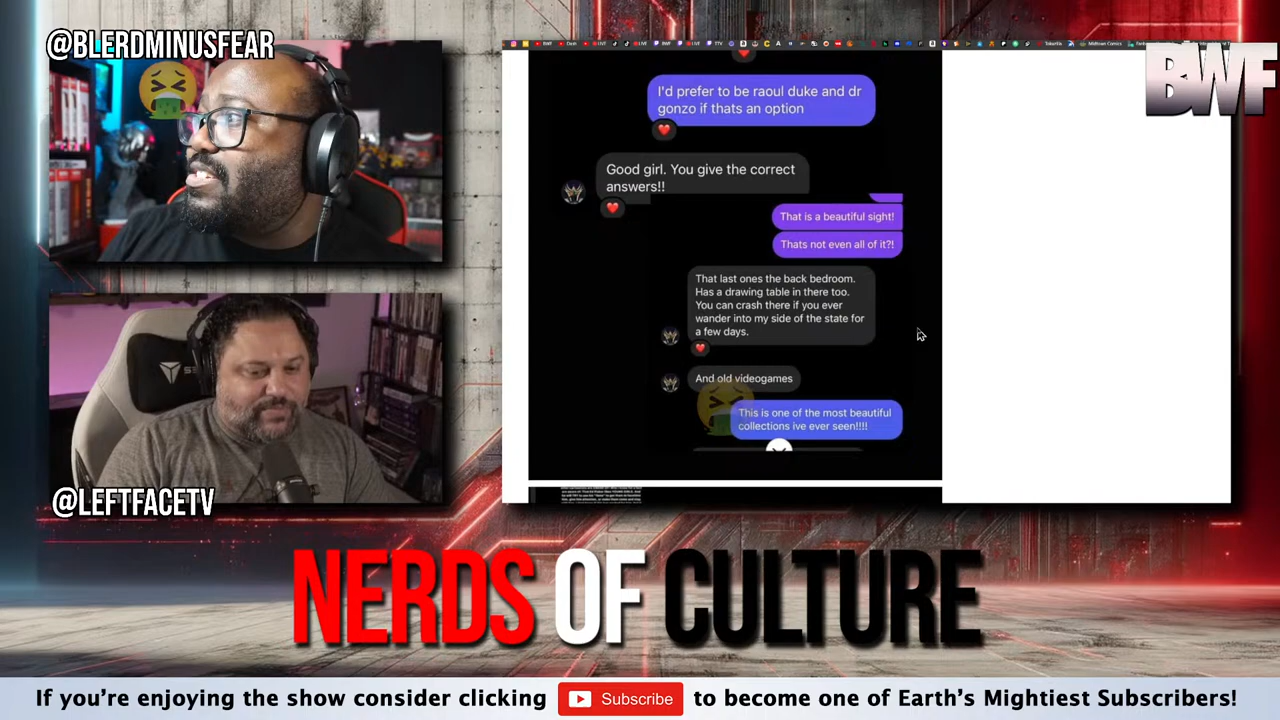 @BLERDMINUSFEAR
BWF
I'd prefer to be raoul duke and dr
gonzo if thats an option
Good girl. You give the correct
answers!!
That is a beautiful sight!
Thats not even all of it?!
That last ones the back bedroom.
Has a drawing table in there too.
You can crash there if you ever
wander into my side of the state for
a few days.
And old videogames
This is one of the most beautiful
collections ive ever seen!!!!
@LEFTFACETV
NERDS OF CULTURE
If you're enjoying the show consider clicking Subscribe to become one of Earth's Mightiest Subscribers!